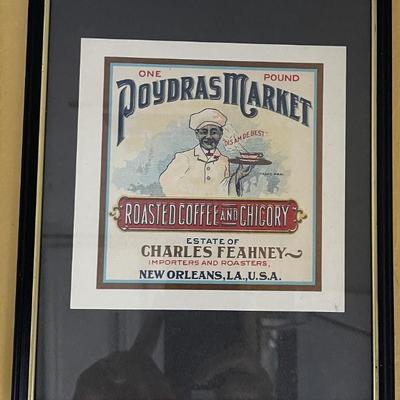 ONE POUND
POYDRAS MARKET
"DIS AM DE BEST"
ROASTED COFFEE AND CHICORY
ESTATE OF
CHARLES FEAHNEY
IMPORTERS AND ROASTERS,
NEW ORLEANS, LA., U.S.A.